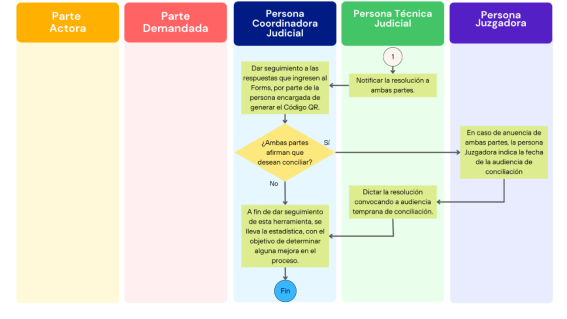 Parte
Actora
Parte
Demandada
Persona
Coordinadora
Judicial
Persona Técnica
Judicial
Persona
Juzgadora
1
Notificar la resolución a
ambas partes.
Dar seguimiento a las
respuestas que ingresen al
Forms, por parte de la
persona encargada de
generar el Código QR.
¿Ambas partes
afirman que
desean conciliar?
Sí
No
En caso de anuencia de
ambas partes, la persona
Juzgadora indica la fecha
de la audiencia de
conciliación
Dictar la resolución
convocando a audiencia
temprana de conciliación.
A fin de dar seguimiento
de esta herramienta, se
lleva la estadística, con el
objetivo de determinar
alguna mejora en el
proceso.
Fin